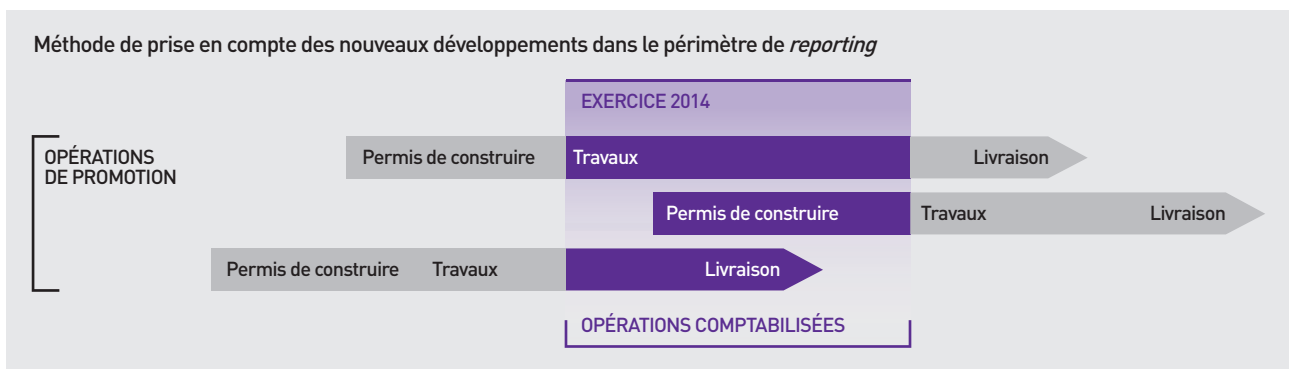 Méthode de prise en compte des nouveaux développements dans le périmètre de reporting
EXERCICE 2014
OPÉRATIONS
DE PROMOTION
Permis de construire Travaux Livraison
Permis de construire Travaux Livraison
Permis de construire Travaux Livraison
OPÉRATIONS COMPTABILISÉES